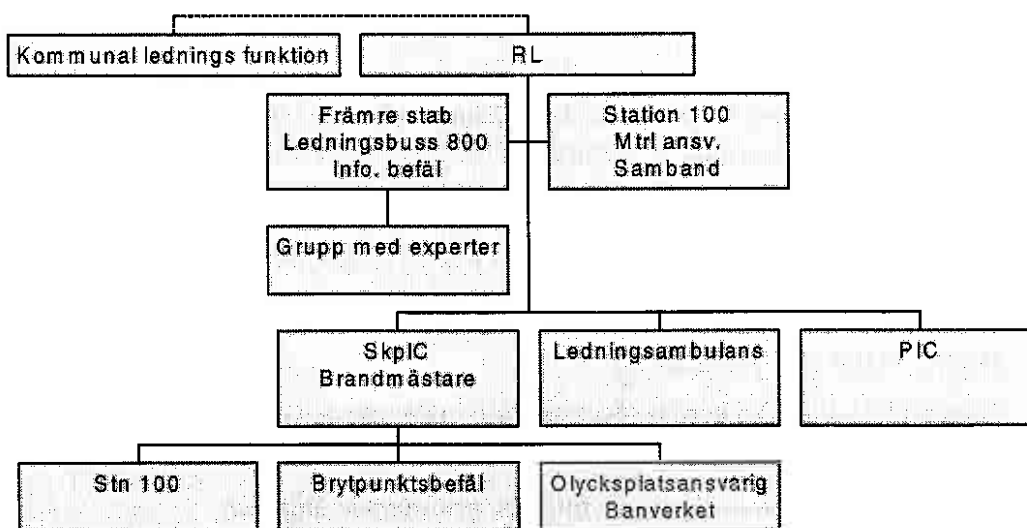 Kommunal lednings funktion
RL
Främre stab
Ledningsbuss 800
Info. befäl
Station 100
Mtrl ansv.
Samband
Grupp med experter
SkpIC
Brandmästare
Ledningsambulans
PIC
Stn 100
Brytpunktsbefäl
Olycksplatsansvarig
Banverket